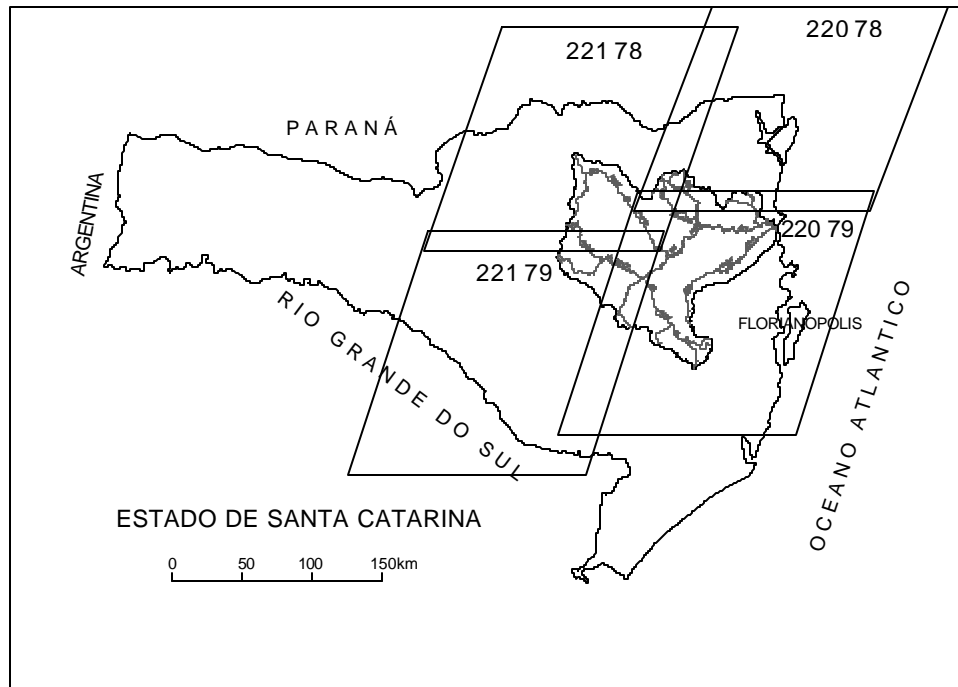 220 78
221 78
PARANÁ
ARGENTINA
220 79
221 79
RIO GRANDE DO SUL
FLORIANOPOLIS
OCEANO ATLANTICO
ESTADO DE SANTA CATARINA
0 50 100 150km